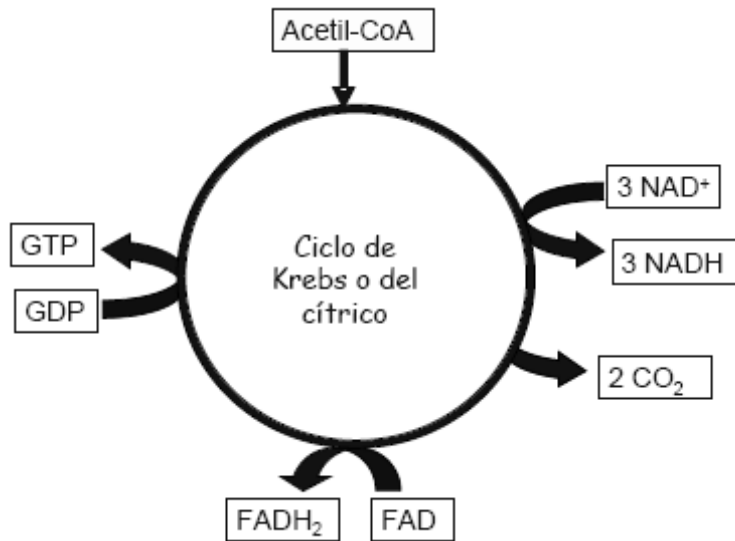 Acetil-CoA
3 NAD⁺
GTP
3 NADH
Ciclo de
Krebs o del
cítrico
GDP
2 CO₂
FADH₂
FAD